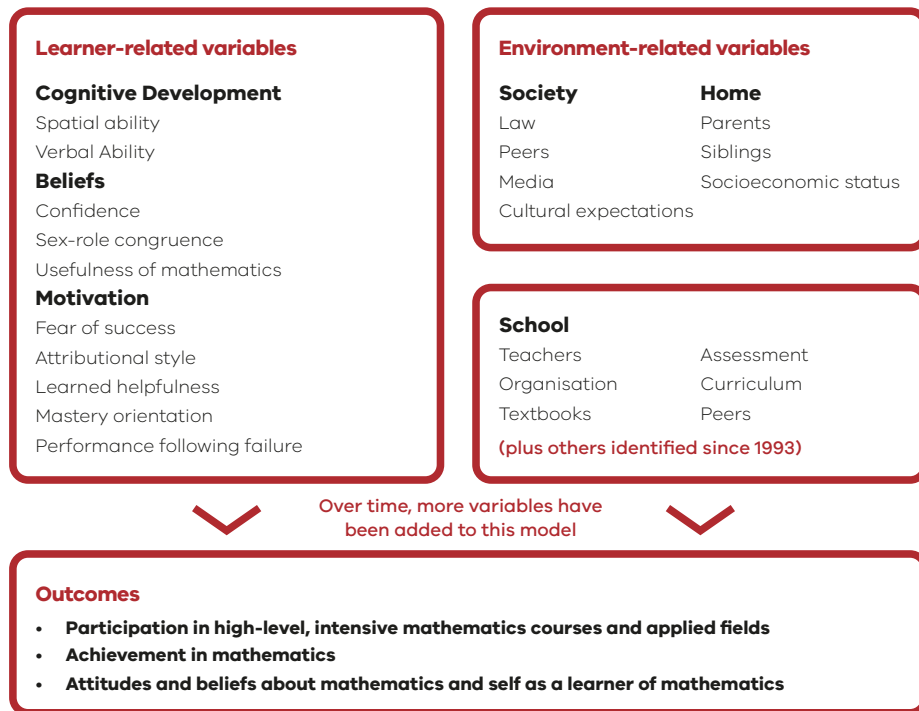 Learner-related variables
Cognitive Development
Spatial ability
Verbal Ability
Beliefs
Confidence
Sex-role congruence
Usefulness of mathematics
Motivation
Fear of success
Attributional style
Learned helpfulness
Mastery orientation
Performance following failure
Environment-related variables
Society
Law
Peers
Media
Cultural expectations
Home
Parents
Siblings
Socioeconomic status
School
Teachers
Organisation
Textbooks
Assessment
Curriculum
Peers
(plus others identified since 1993)
Over time, more variables have
been added to this model
Outcomes
• Participation in high-level, intensive mathematics courses and applied fields
• Achievement in mathematics
• Attitudes and beliefs about mathematics and self as a learner of mathematics